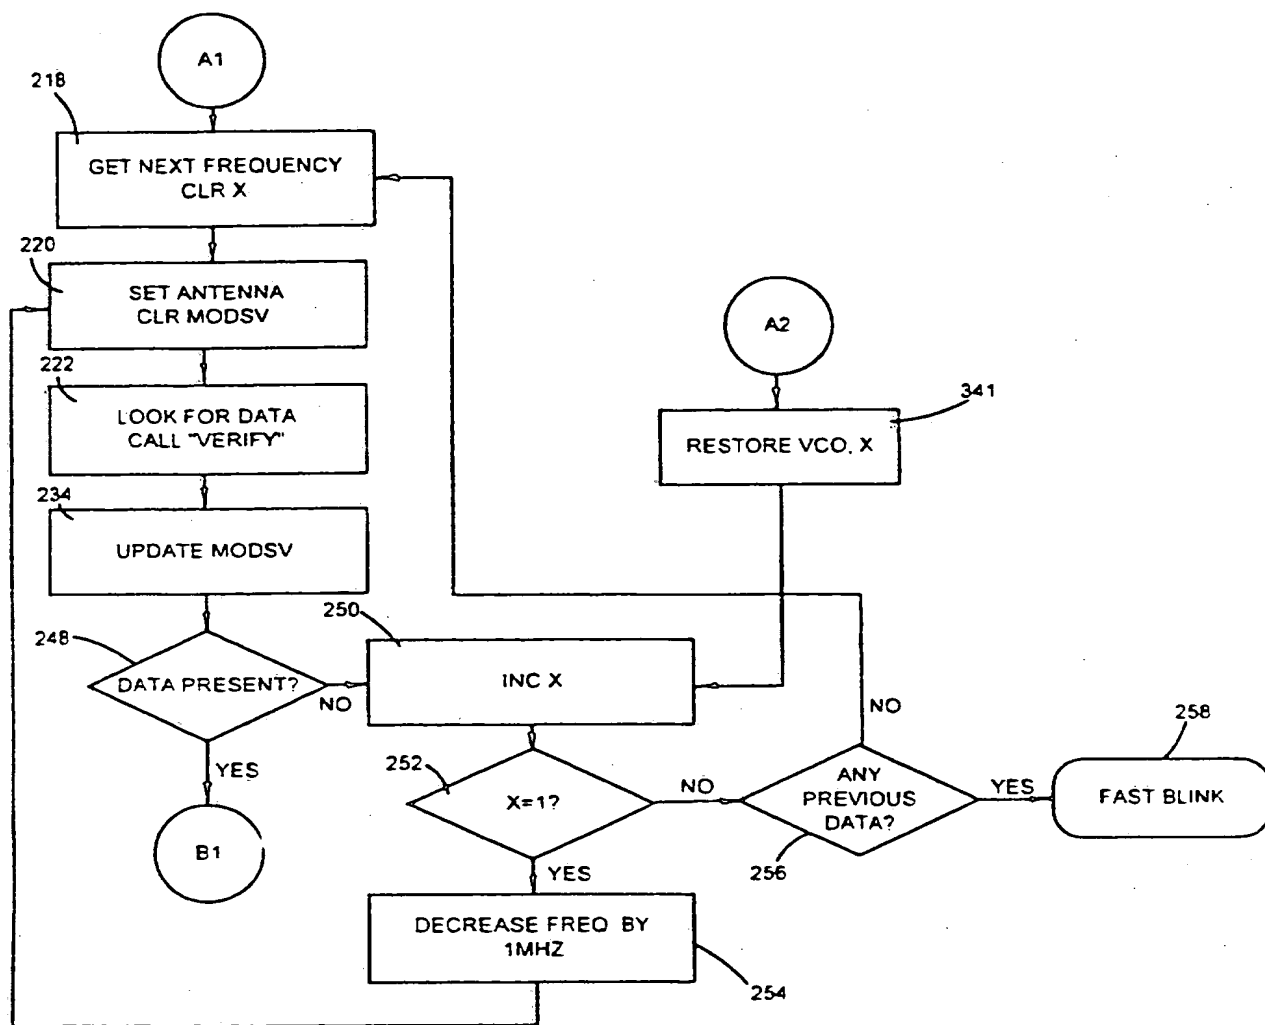 A1
218
GET NEXT FREQUENCY
CLR X
220
SET ANTENNA
CLR MODSV
A2
222
LOOK FOR DATA
CALL "VERIFY"
341
RESTORE VCO, X
234
UPDATE MODSV
250
248
DATA PRESENT?
NO
INC X
NO
258
YES
252
X=1?
NO
ANY
PREVIOUS
DATA?
YES
FAST BLINK
B1
256
YES
DECREASE FREQ BY
1MHZ
254